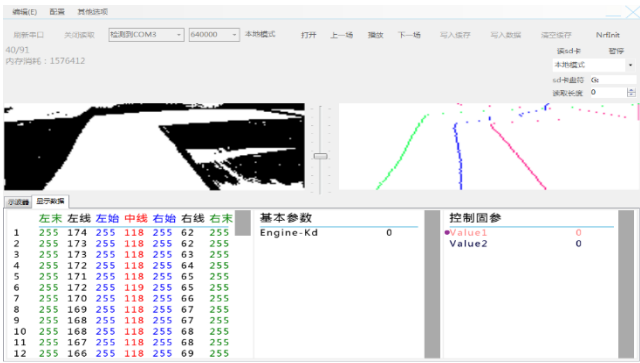 编辑(E) 配置 其他选项
刷新串口 关闭读取 检测到COM3 640000 本地模式 打开 上一场 播放 下一场 写入缓存 写入数据 清空缓存 NrfInit
40/91 读sd卡 暂停
内存消耗：1576412 本地模式
sd卡盘符 G:
读取长度 0
示波器 显示数据
左末 左线 左始 中线 右始 右线 右末 基本参数 控制固参
1 255 174 255 118 255 62 255 Engine-Kd 0 Value1 0
2 255 173 255 118 255 62 255 Value2 0
3 255 173 255 118 255 63 255
4 255 172 255 118 255 64 255
5 255 171 255 118 255 65 255
6 255 172 255 119 255 65 255
7 255 170 255 118 255 66 255
8 255 169 255 118 255 67 255
9 255 168 255 118 255 67 255
10 255 168 255 118 255 68 255
11 255 167 255 118 255 68 255
12 255 166 255 118 255 69 255